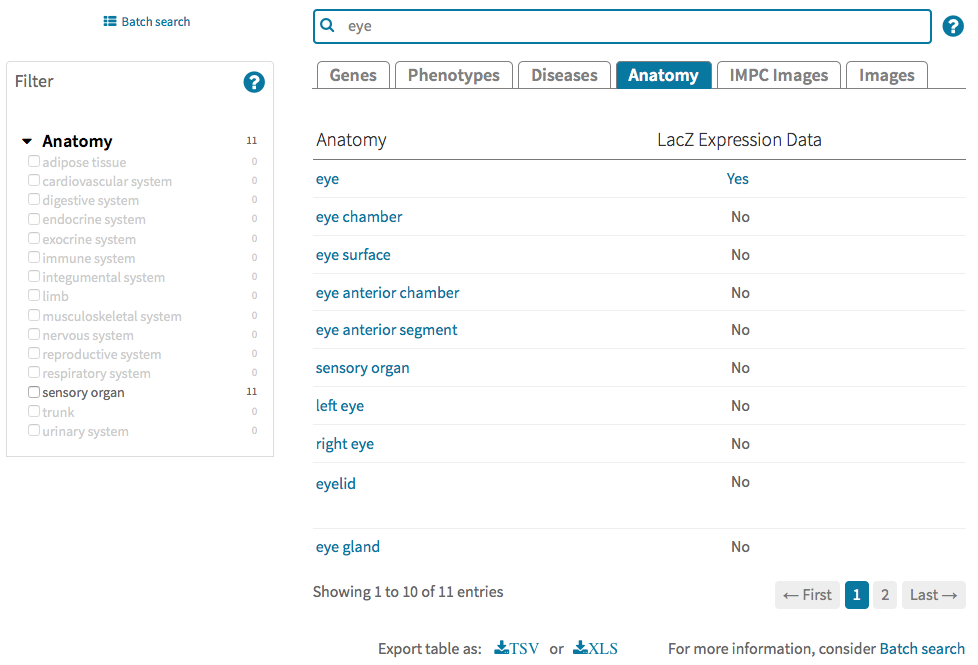 Batch search
eye
?
Filter
?
Genes
Phenotypes
Diseases
Anatomy
IMPC Images
Images
Anatomy 11
adipose tissue 0
cardiovascular system 0
digestive system 0
endocrine system 0
exocrine system 0
immune system 0
integumental system 0
limb 0
musculoskeletal system 0
nervous system 0
reproductive system 0
respiratory system 0
sensory organ 11
trunk 0
urinary system 0
Anatomy LacZ Expression Data
eye Yes
eye chamber No
eye surface No
eye anterior chamber No
eye anterior segment No
sensory organ No
left eye No
right eye No
eyelid No
eye gland No
Showing 1 to 10 of 11 entries
← First 1 2 Last →
Export table as: TSV or XLS
For more information, consider Batch search